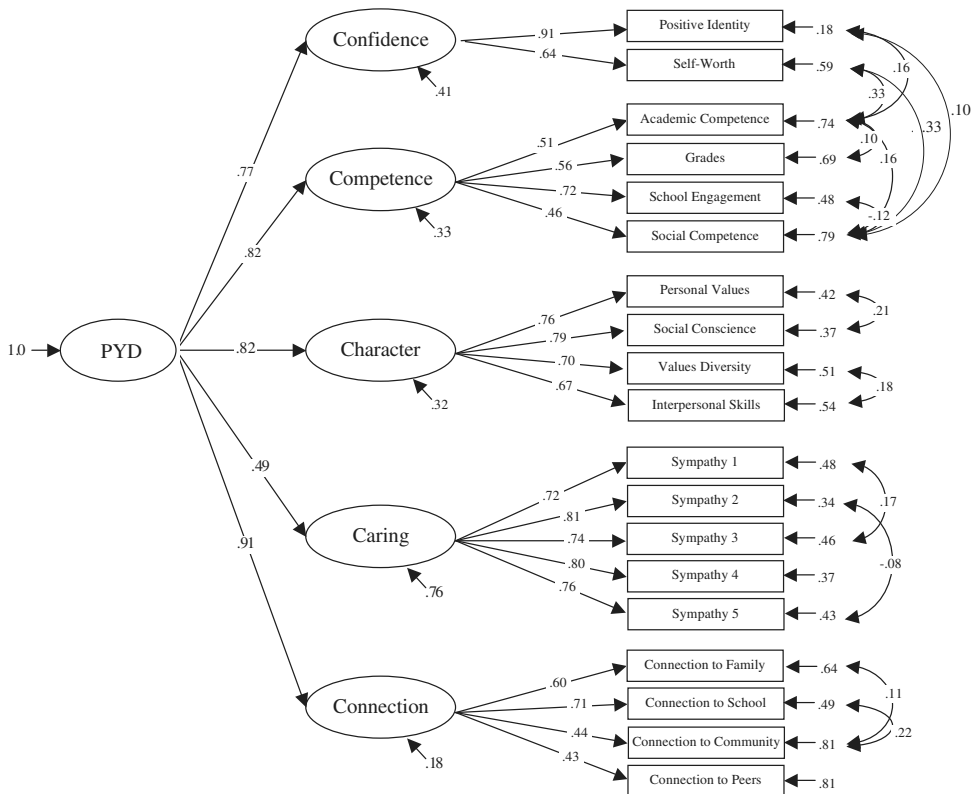 Confidence
.91
.64
.41
Positive Identity
.18
Self-Worth
.59
.16
.33
.10
.77
Competence
.51
.56
.72
.46
.33
Academic Competence
.74
Grades
.69
School Engagement
.48
Social Competence
.79
.10
.16
-.12
.33
.82
1.0
PYD
.82
Character
.76
.79
.70
.67
.32
Personal Values
.42
Social Conscience
.37
Values Diversity
.51
Interpersonal Skills
.54
.21
.18
.49
Caring
.72
.81
.74
.80
.76
.76
Sympathy 1
.48
Sympathy 2
.34
Sympathy 3
.46
Sympathy 4
.37
Sympathy 5
.43
.17
-.08
.91
Connection
.60
.71
.44
.43
.18
Connection to Family
.64
Connection to School
.49
Connection to Community
.81
Connection to Peers
.81
.11
.22